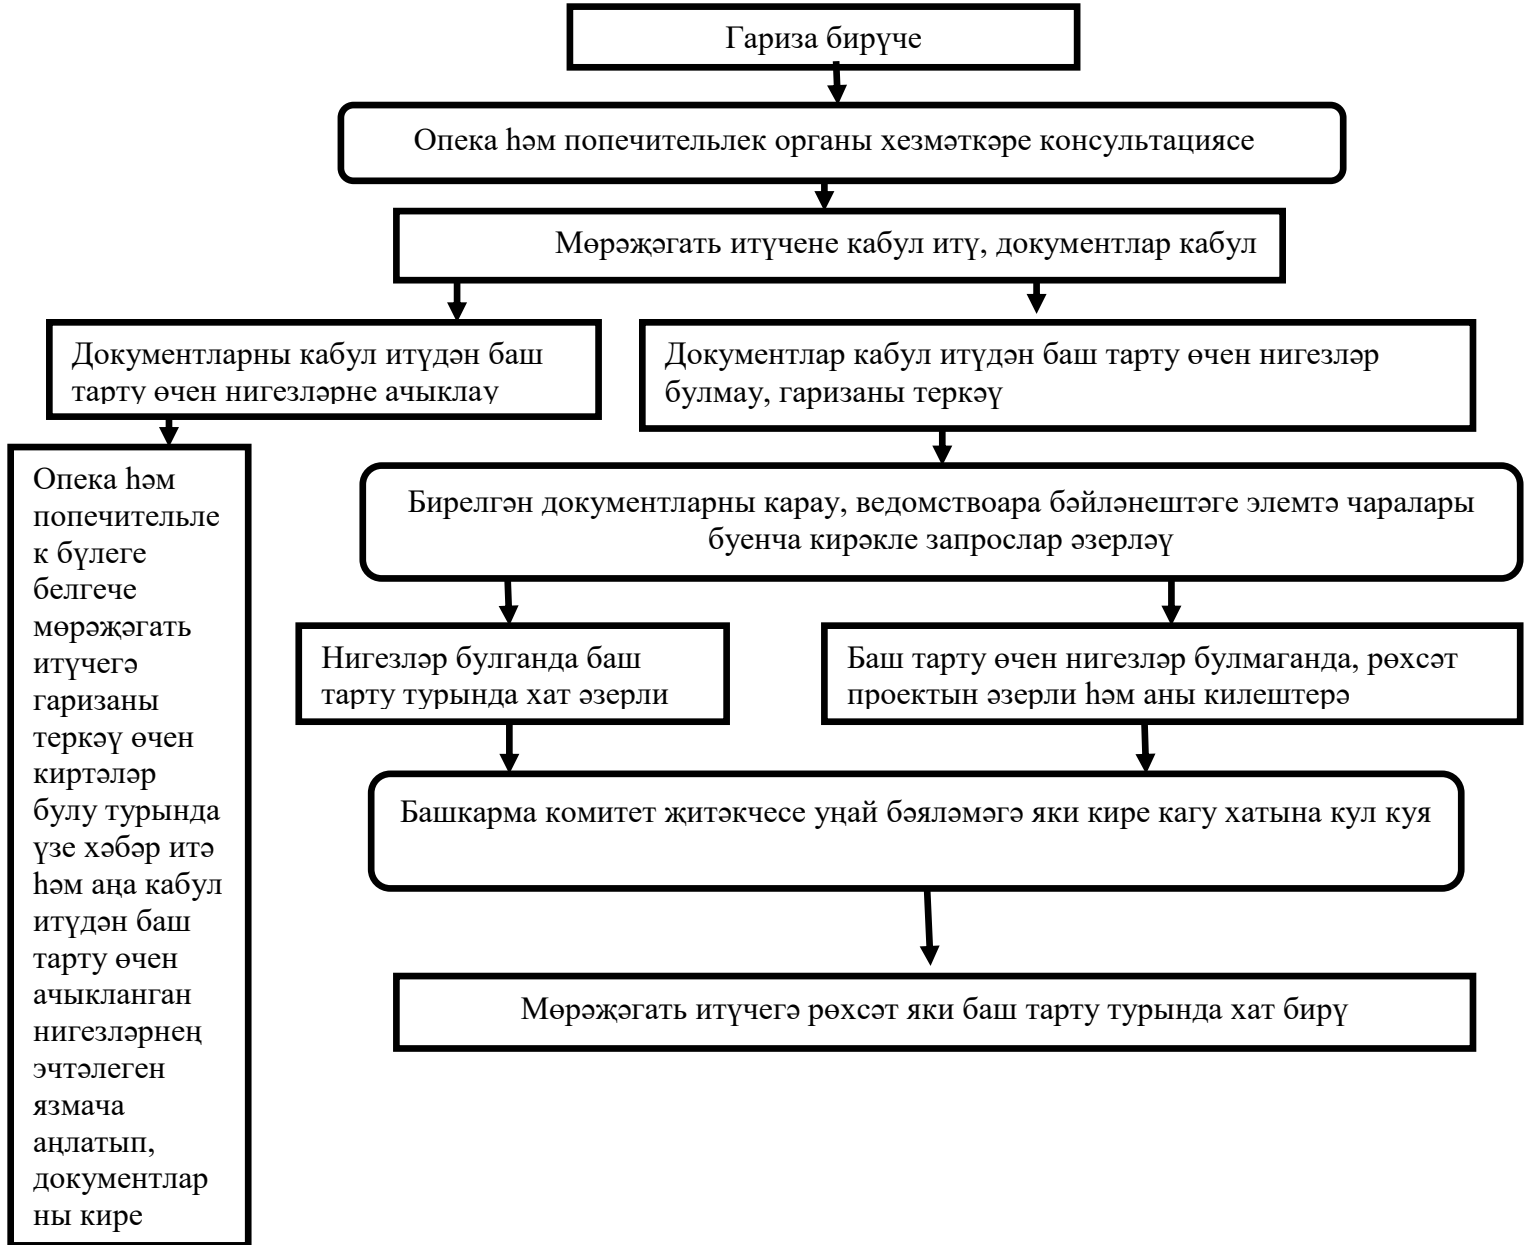 Гариза бирүче
Опека һәм попечительлек органы хезмәткәре консультациясе
Мөрәҗәгать итүчене кабул итү, документлар кабул
Документларны кабул итүдән баш
тарту өчен нигезләрне ачыклау
Документлар кабул итүдән баш тарту өчен нигезләр
булмау, гаризаны теркәү
Опека һәм
попечительле
к бүлеге
белгече
мөрәҗәгать
итүчегә
гаризаны
теркәү өчен
киртәләр
булу турында
үзе хәбәр итә
һәм аңа кабул
итүдән баш
тарту өчен
ачыкланган
нигезләрнең
эчтәлеген
язмача
аңлатып,
документлар
ны кире
Бирелгән документларны карау, ведомствоара бәйләнештәге элемтә чаралары
буенча кирәкле запрослар әзерләү
Нигезләр булганда баш
тарту турында хат әзерли
Баш тарту өчен нигезләр булмаганда, рөхсәт
проектын әзерли һәм аны килештерә
Башкарма комитет җитәкчесе уңай бәяләмәгә яки кире кагу хатына кул куя
Мөрәҗәгать итүчегә рөхсәт яки баш тарту турында хат бирү